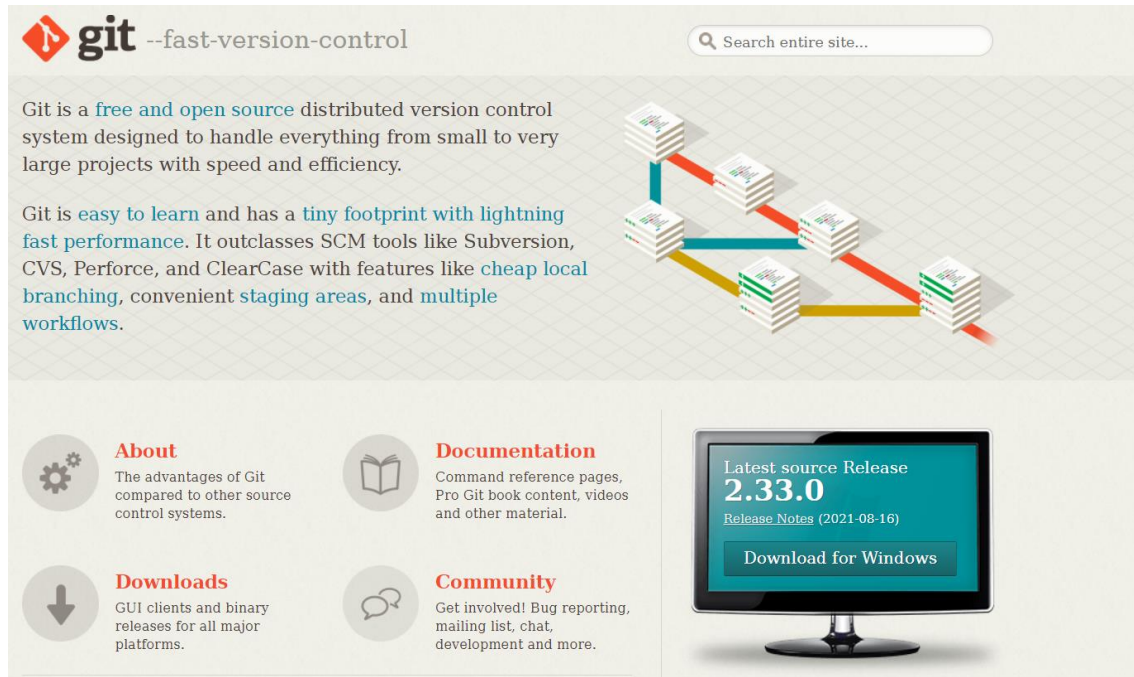 git --fast-version-control
Search entire site...
Git is a free and open source distributed version control
system designed to handle everything from small to very
large projects with speed and efficiency.
Git is easy to learn and has a tiny footprint with lightning
fast performance. It outclasses SCM tools like Subversion,
CVS, Perforce, and ClearCase with features like cheap local
branching, convenient staging areas, and multiple
workflows.
About
The advantages of Git
compared to other source
control systems.
Documentation
Command reference pages,
Pro Git book content, videos
and other material.
Downloads
GUI clients and binary
releases for all major
platforms.
Community
Get involved! Bug reporting,
mailing list, chat,
development and more.
Latest source Release
2.33.0
Release Notes (2021-08-16)
Download for Windows